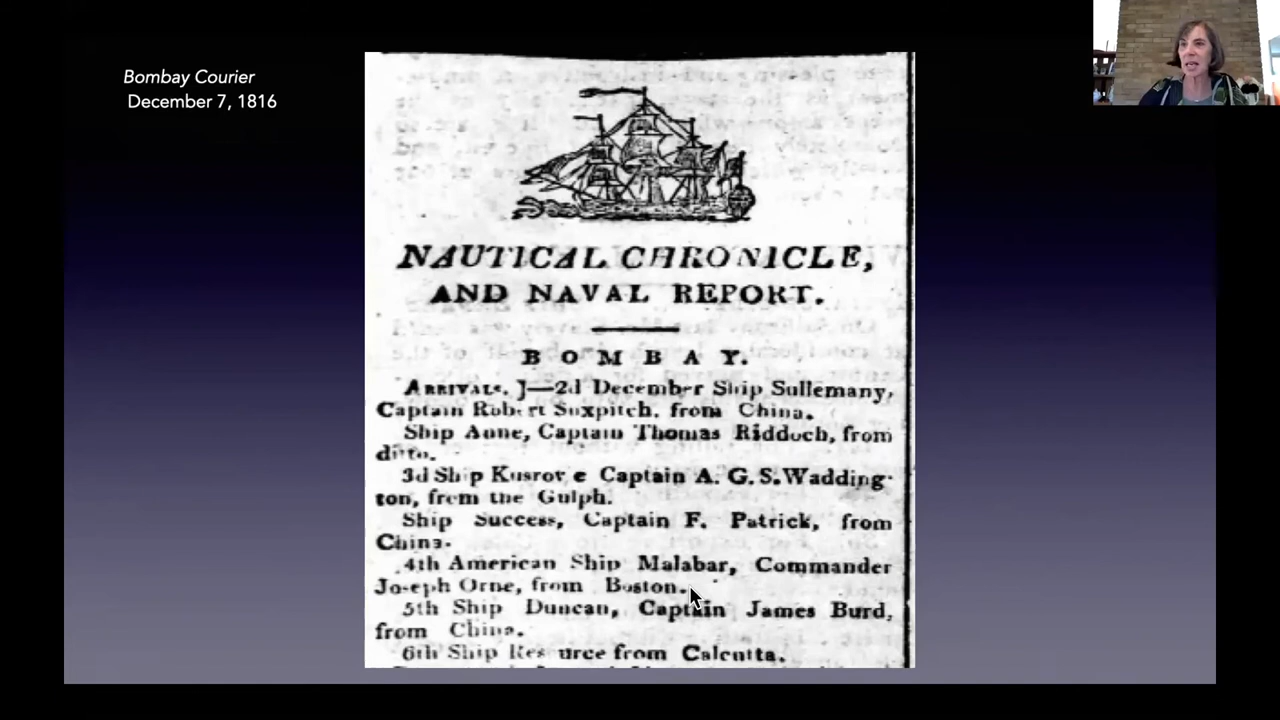 Bombay Courier
December 7, 1816
NAUTICAL CHRONICLE,
AND NAVAL REPORT.
BOMBAY.
ARRIVALS. ]—2d December Ship Sullemany,
Captain Robert Suxpitch, from China.
Ship Anne, Captain Thomas Riddoch, from
ditto.
3d Ship Kusrov e Captain A. G. S. Wadding-
ton, from the Gulph.
Ship Success, Captain F. Patrick, from
China.
4th American Ship Malabar, Commander
Joseph Orne, from Boston.
5th Ship Duncan, Captain James Burd,
from China.
6th Ship Res urce from Calcutta.